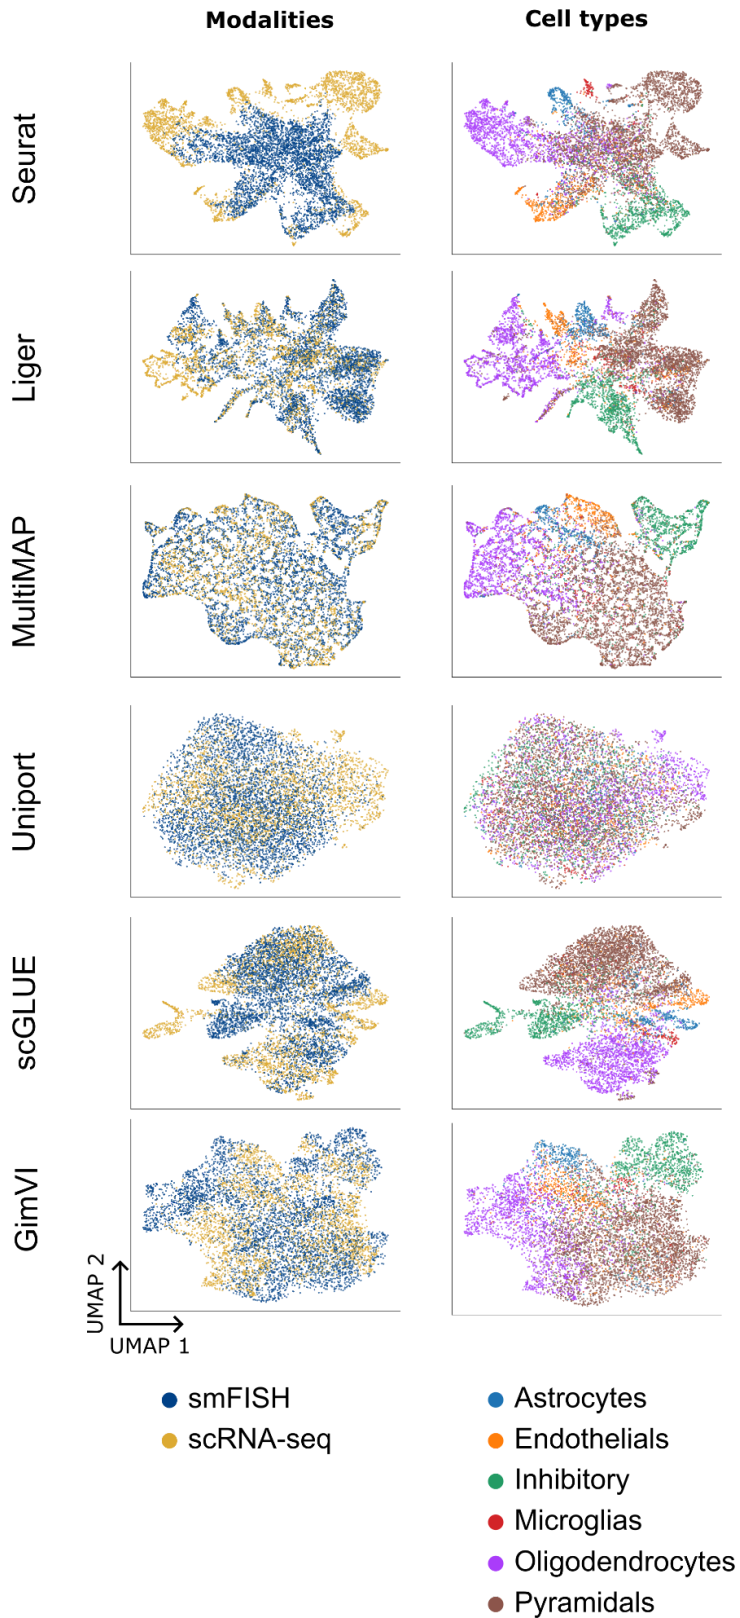 Modalities
Cell types
Seurat
Liger
MultiMAP
Uniport
scGLUE
GimVI
UMAP 2
UMAP 1
smFISH
scRNA-seq
Astrocytes
Endothelials
Inhibitory
Microglias
Oligodendrocytes
Pyramidals